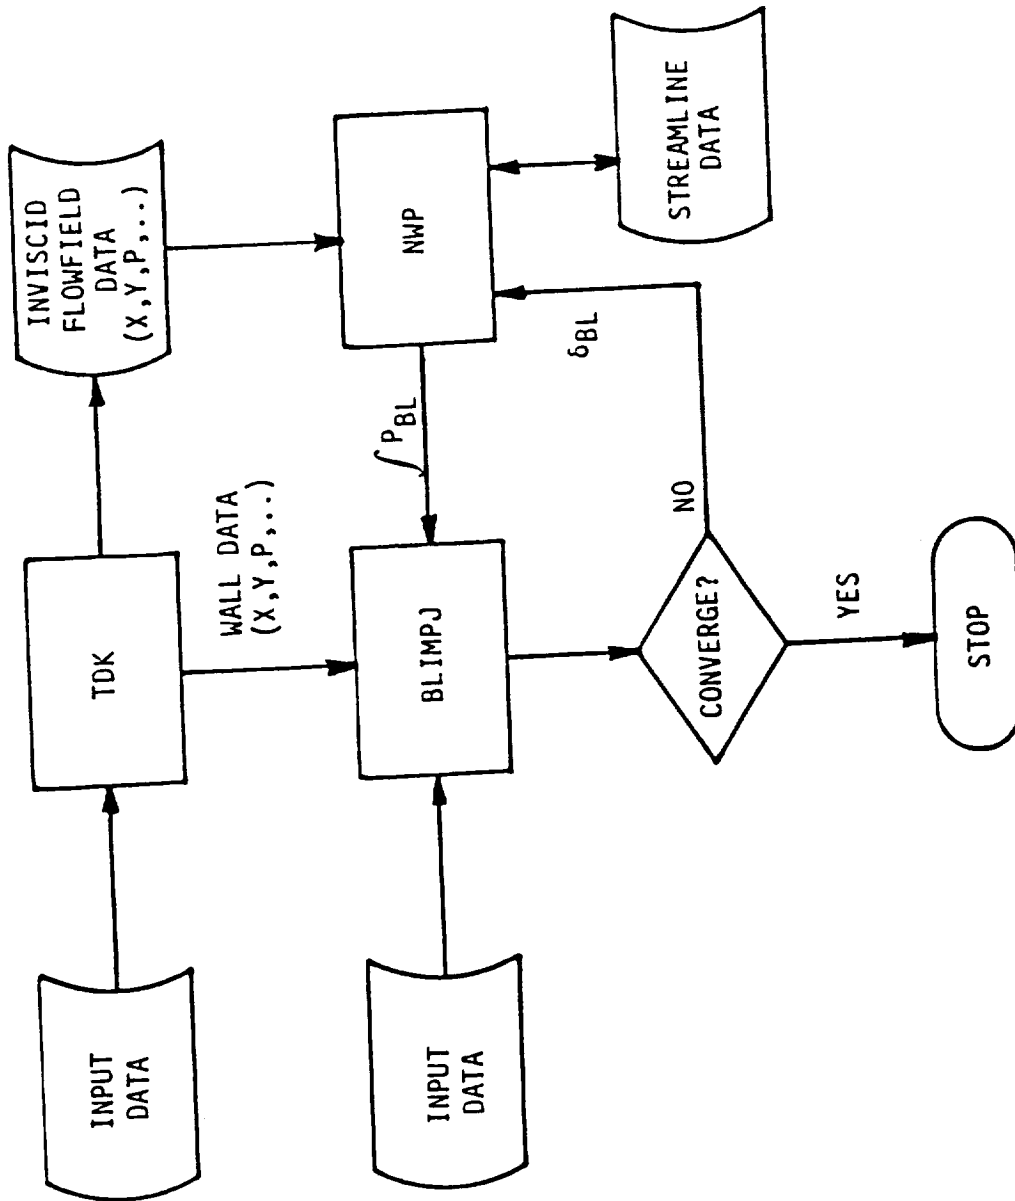 INPUT
DATA
TDK
INVISCID
FLOWFIELD
DATA
(X,Y,P,..)
WALL DATA
(X,Y,P,..)
INPUT
DATA
BLIMPJ
∫ P_BL
NWP
CONVERGE?
NO
δ_BL
STREAMLINE
DATA
YES
STOP